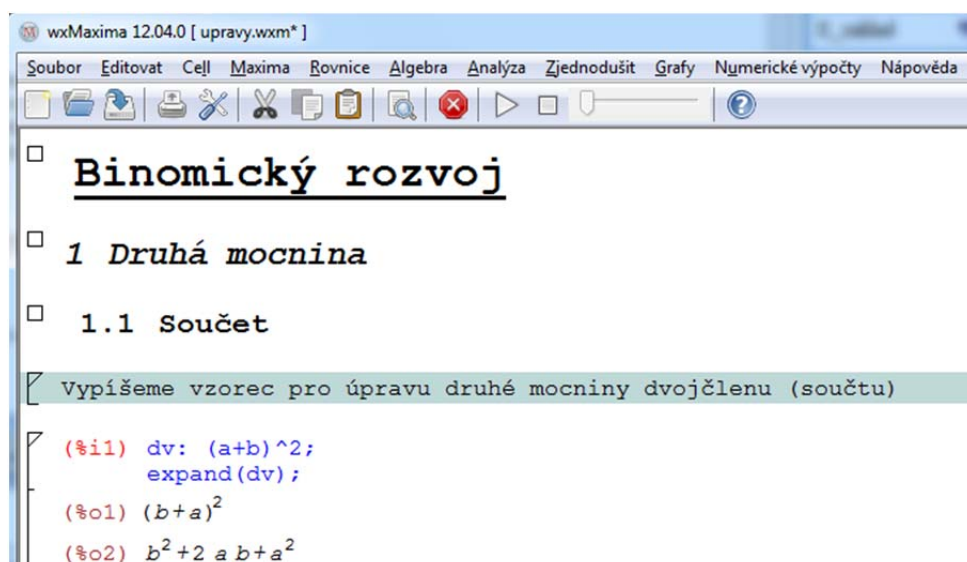 wxMaxima 12.04.0 [ upravy.wxm* ]
Soubor Editovat Cell Maxima Rovnice Algebra Analýza Zjednodušit Grafy Numerické výpočty Nápověda
Binomický rozvoj
1 Druhá mocnina
1.1 Součet
Vypíšeme vzorec pro úpravu druhé mocniny dvojčlenu (součtu)
(%i1) dv: (a+b)^2;
expand(dv);
(%o1) (b+a)²
(%o2) b²+2 a b+a²